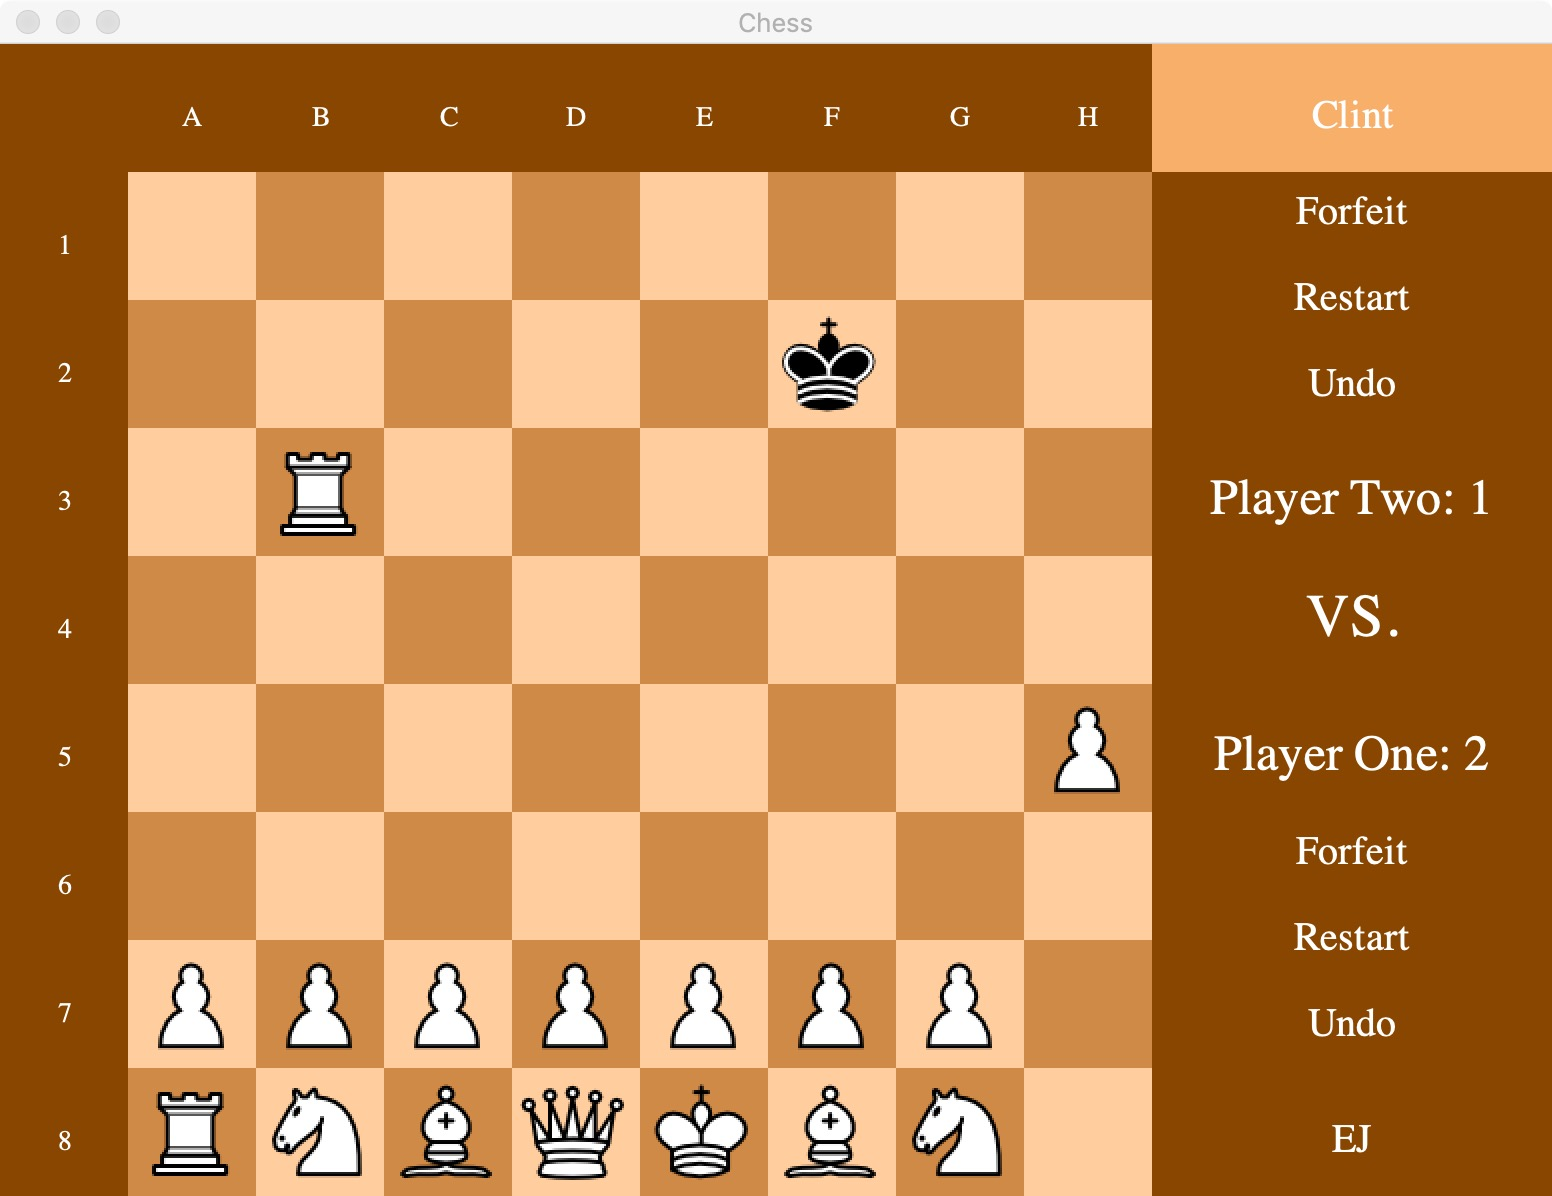 Chess
A B C D E F G H
Clint
1
Forfeit
Restart
2
Undo
3
Player Two: 1
4
VS.
5
Player One: 2
Forfeit
6
Restart
7
Undo
8
EJ